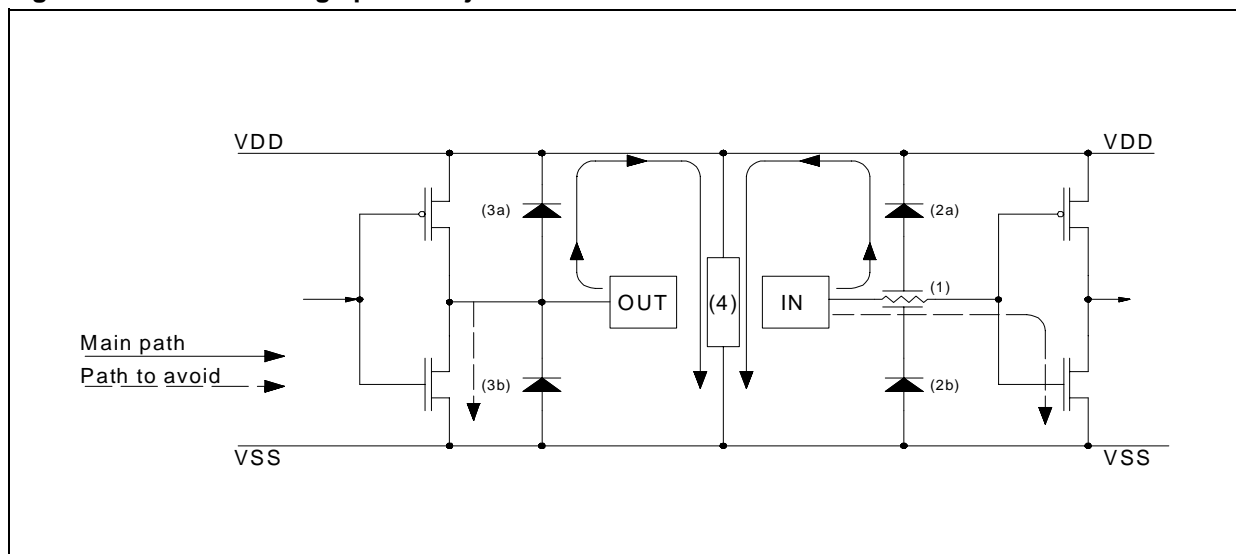 VDD VDD
(3a) (2a)
(1)
OUT (4) IN
Main path
Path to avoid
(3b) (2b)
VSS VSS